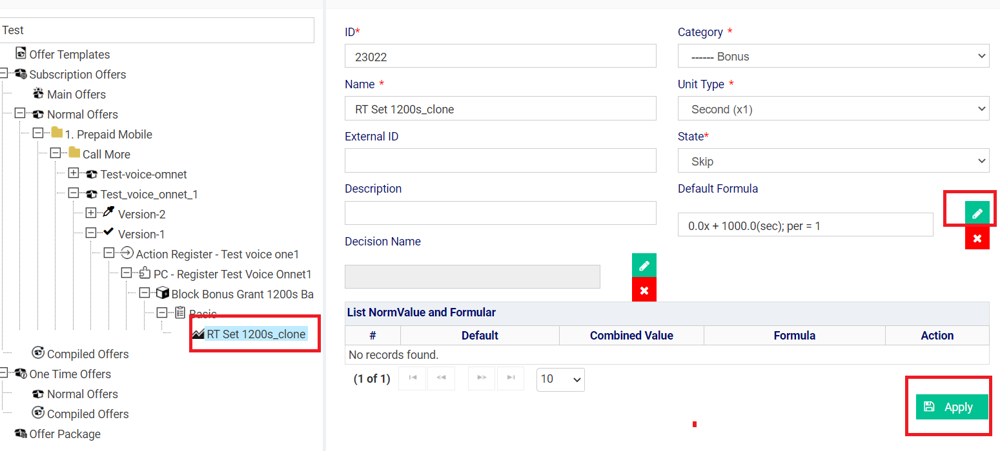 Test
Offer Templates
Subscription Offers
Main Offers
Normal Offers
1. Prepaid Mobile
Call More
Test-voice-omnet
Test_voice_onnet_1
Version-2
Version-1
Action Register - Test voice one1
PC - Register Test Voice Onnet1
Block Bonus Grant 1200s Ba
Basic
RT Set 1200s_clone
Compiled Offers
One Time Offers
Normal Offers
Compiled Offers
Offer Package
ID*
23022
Category *
------ Bonus
Name *
RT Set 1200s_clone
Unit Type *
Second (x1)
External ID
State*
Skip
Description
Default Formula
0.0x + 1000.0(sec); per = 1
Decision Name
List NormValue and Formular
# Default Combined Value Formula Action
No records found.
(1 of 1) 10
Apply